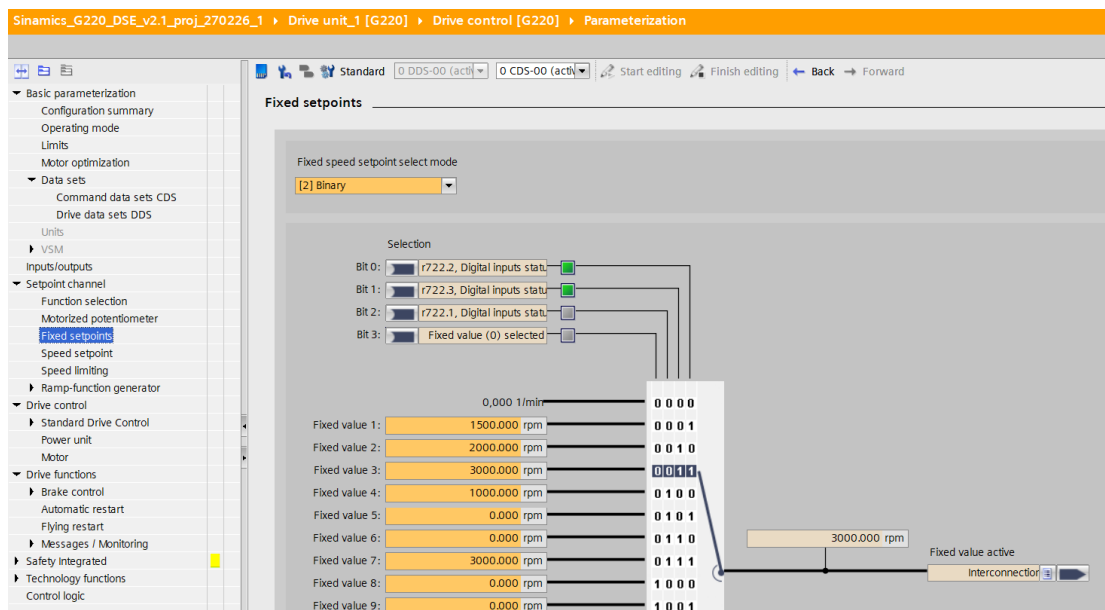 Sinamics_G220_DSE_v2.1_proj_270226_1 ▸ Drive unit_1 [G220] ▸ Drive control [G220] ▸ Parameterization
Standard 0 DDS-00 (activ 0 CDS-00 (activ Start editing Finish editing Back Forward
Basic parameterization
Configuration summary
Operating mode
Limits
Motor optimization
Data sets
Command data sets CDS
Drive data sets DDS
Units
VSM
Inputs/outputs
Setpoint channel
Function selection
Motorized potentiometer
Fixed setpoints
Speed setpoint
Speed limiting
Ramp-function generator
Drive control
Standard Drive Control
Power unit
Motor
Drive functions
Brake control
Automatic restart
Flying restart
Messages / Monitoring
Safety Integrated
Technology functions
Control logic
Fixed setpoints
Fixed speed setpoint select mode
[2] Binary
Selection
Bit 0: r722.2, Digital inputs statu
Bit 1: r722.3, Digital inputs statu
Bit 2: r722.1, Digital inputs statu
Bit 3: Fixed value (0) selected
0,000 1/min 0 0 0 0
Fixed value 1: 1500.000 rpm 0 0 0 1
Fixed value 2: 2000.000 rpm 0 0 1 0
Fixed value 3: 3000.000 rpm 0 0 1 1
Fixed value 4: 1000.000 rpm 0 1 0 0
Fixed value 5: 0.000 rpm 0 1 0 1
Fixed value 6: 0.000 rpm 0 1 1 0
Fixed value 7: 3000.000 rpm 0 1 1 1
Fixed value 8: 0.000 rpm 1 0 0 0
Fixed value 9: 0.000 rpm 1 0 0 1
3000.000 rpm
Fixed value active
Interconnection